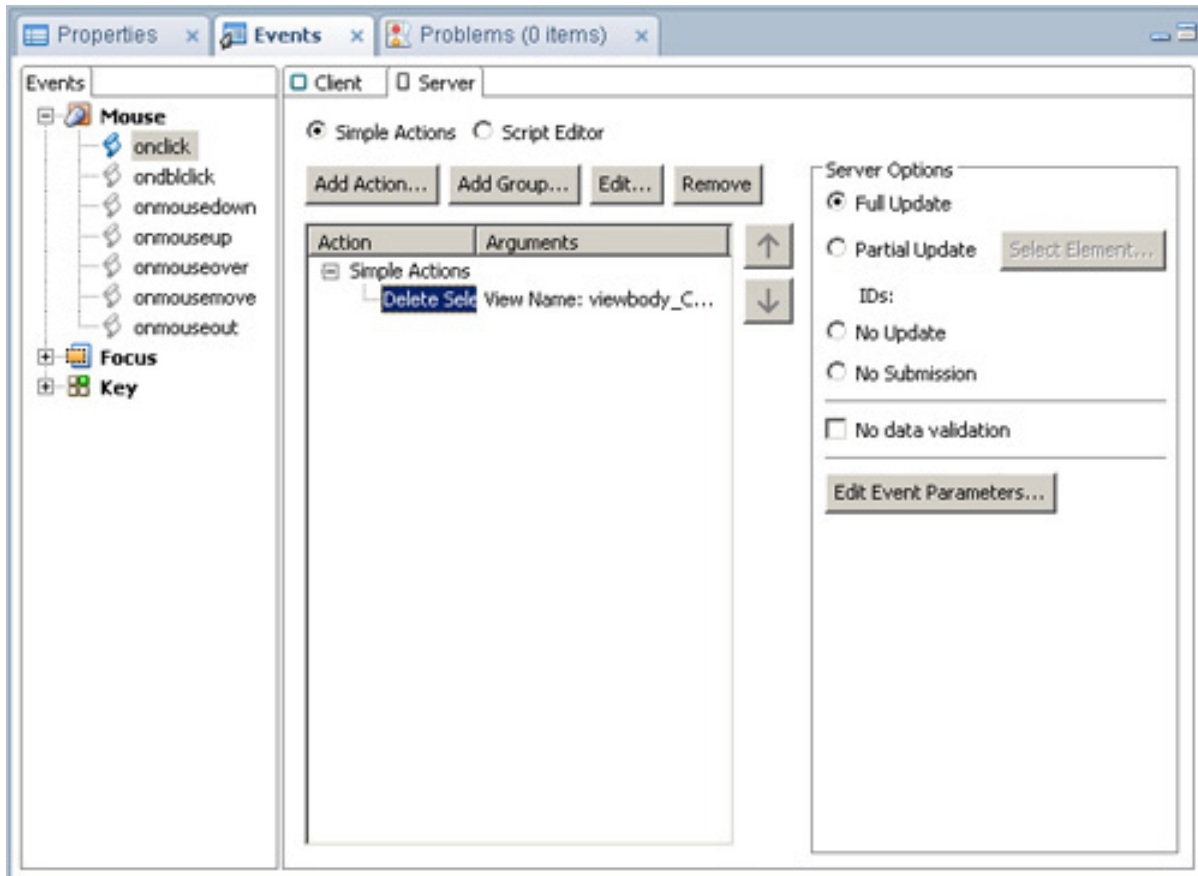 Properties Events Problems (0 items)
Events
Mouse
onclick
ondblclick
onmousedown
onmouseup
onmouseover
onmousemove
onmouseout
Focus
Key
Client Server
Simple Actions Script Editor
Add Action... Add Group... Edit... Remove
Action Arguments
Simple Actions
Delete Sele View Name: viewbody_C...
Server Options
Full Update
Partial Update Select Element...
IDs:
No Update
No Submission
No data validation
Edit Event Parameters...